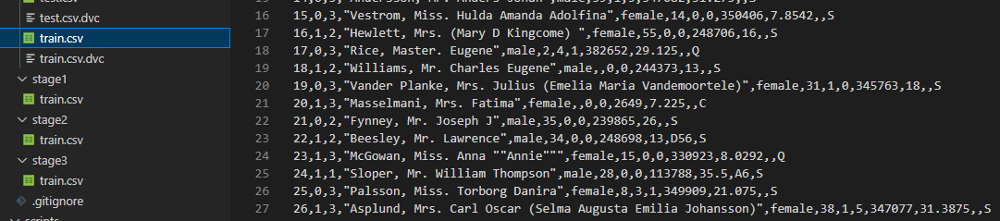 test.csv.dvc
train.csv
train.csv.dvc
stage1
train.csv
stage2
train.csv
stage3
train.csv
.gitignore
16 15,0,3,"Vestrom, Miss. Hulda Amanda Adolfina",female,14,0,0,350406,7.8542,,S
17 16,1,2,"Hewlett, Mrs. (Mary D Kingcome) ",female,55,0,0,248706,16,,S
18 17,0,3,"Rice, Master. Eugene",male,2,4,1,382652,29.125,,Q
19 18,1,2,"Williams, Mr. Charles Eugene",male,,0,0,244373,13,,S
20 19,0,3,"Vander Planke, Mrs. Julius (Emelia Maria Vandemoortele)",female,31,1,0,345763,18,,S
21 20,1,3,"Masselmani, Mrs. Fatima",female,,0,0,2649,7.225,,C
22 21,0,2,"Fynney, Mr. Joseph J",male,35,0,0,239865,26,,S
23 22,1,2,"Beesley, Mr. Lawrence",male,34,0,0,248698,13,D56,S
24 23,1,3,"McGowan, Miss. Anna ""Annie""",female,15,0,0,330923,8.0292,,Q
25 24,1,1,"Sloper, Mr. William Thompson",male,28,0,0,113788,35.5,A6,S
26 25,0,3,"Palsson, Miss. Torborg Danira",female,8,3,1,349909,21.075,,S
27 26,1,3,"Asplund, Mrs. Carl Oscar (Selma Augusta Emilia Johansson)",female,38,1,5,347077,31.3875,,S